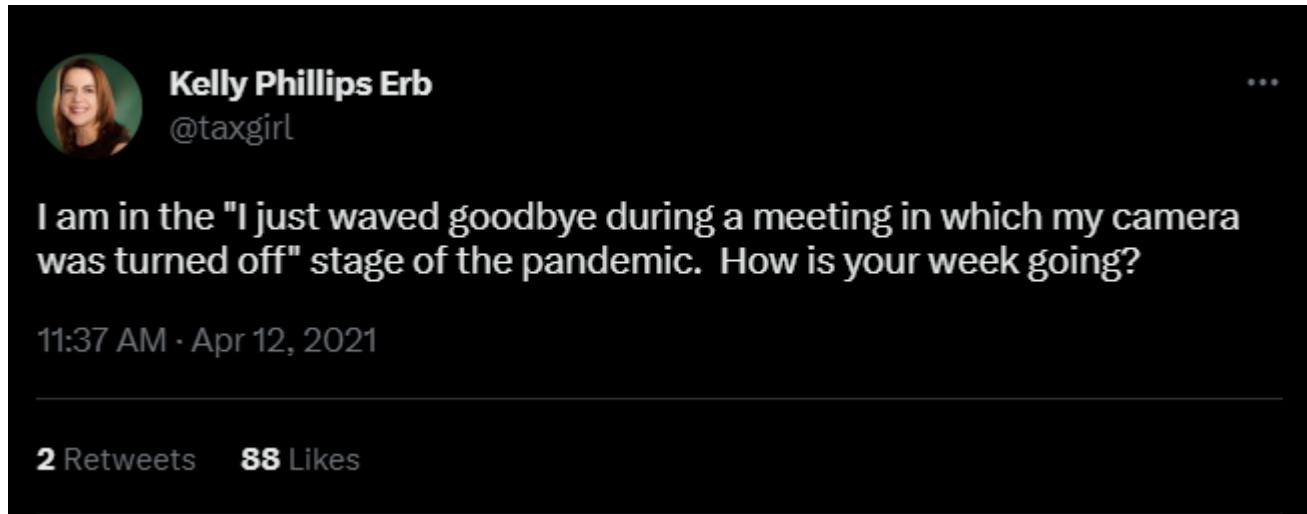 Kelly Phillips Erb
@taxgirl
I am in the "I just waved goodbye during a meeting in which my camera
was turned off" stage of the pandemic.  How is your week going?
11:37 AM · Apr 12, 2021
2 Retweets 88 Likes